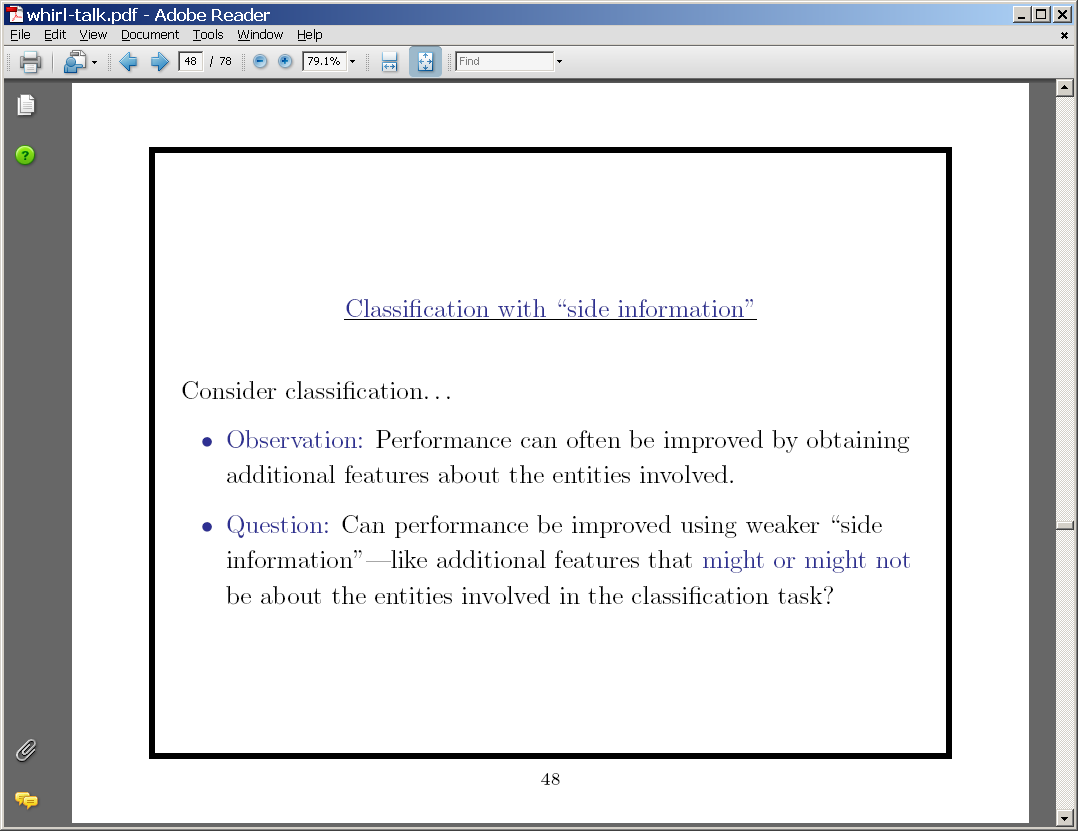 whirl-talk.pdf - Adobe Reader
File Edit View Document Tools Window Help
48 / 78 79.1% Find
Classification with “side information”
Consider classification. . .
• Observation: Performance can often be improved by obtaining
additional features about the entities involved.
• Question: Can performance be improved using weaker “side
information”—like additional features that might or might not
be about the entities involved in the classification task?
48